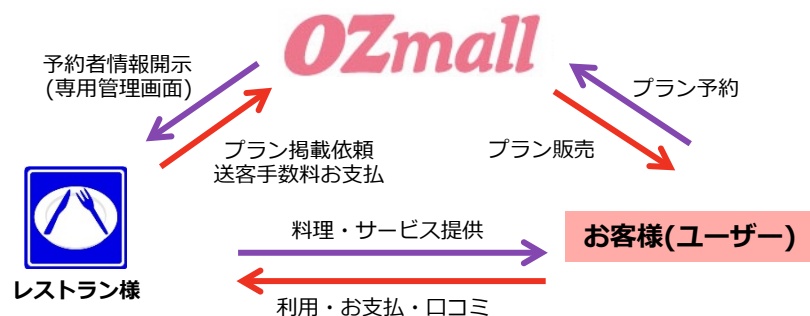 OZmall
予約者情報開示
(専用管理画面)
プラン予約
プラン掲載依頼
送客手数料お支払
プラン販売
料理・サービス提供
お客様(ユーザー)
レストラン様
利用・お支払・口コミ